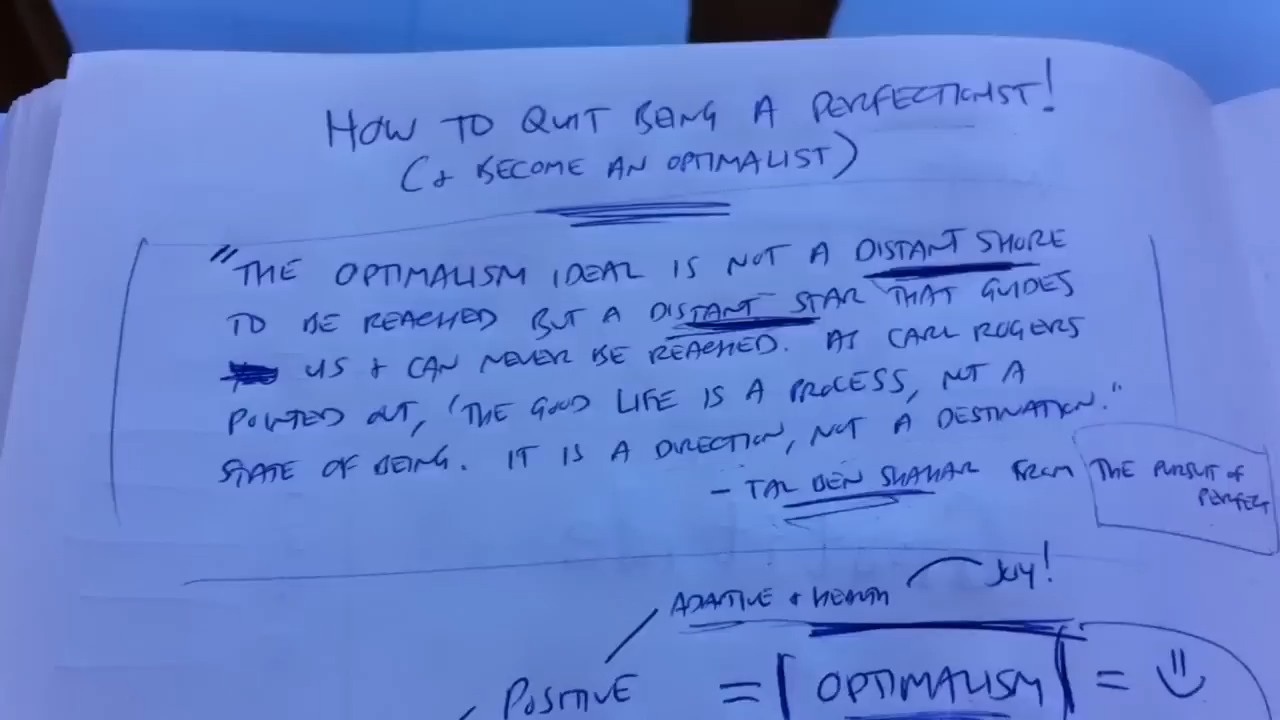 HOW TO QUIT BEING A PERFECTIONIST!
(+ BECOME AN OPTIMALIST)
"THE OPTIMALISM IDEAL IS NOT A DISTANT SHORE
TO BE REACHED BUT A DISTANT STAR THAT GUIDES
US + CAN NEVER BE REACHED. AS CARL ROGERS
POINTED OUT, 'THE GOOD LIFE IS A PROCESS, NOT A
STATE OF BEING. IT IS A DIRECTION, NOT A DESTINATION."
- TAL BEN SHAHAR FROM THE PURSUIT OF
PERFECT
ADAPTIVE + HEALTH JOY!
POSITIVE = [OPTIMALISM] =